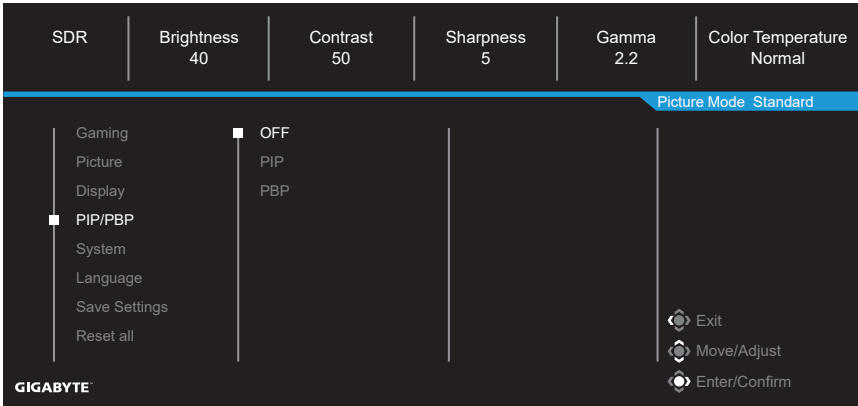 SDR Brightness Contrast Sharpness Gamma Color Temperature
40 50 5 2.2 Normal
Picture Mode Standard
Gaming OFF
Picture PIP
Display PBP
PIP/PBP
System
Language
Save Settings
Reset all
Exit
Move/Adjust
Enter/Confirm
GIGABYTE™